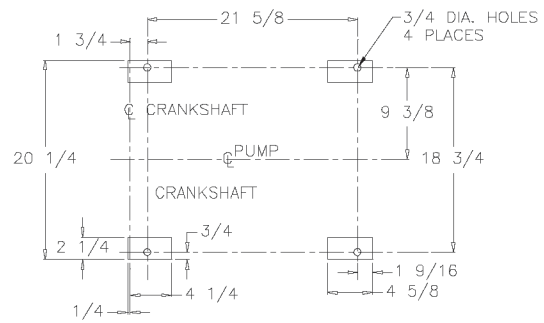 21 5/8
3/4 DIA. HOLES
4 PLACES
1 3/4
℄ CRANKSHAFT
9 3/8
20 1/4
℄ PUMP
18 3/4
CRANKSHAFT
2 1/4
3/4
1 9/16
4 1/4
4 5/8
1/4